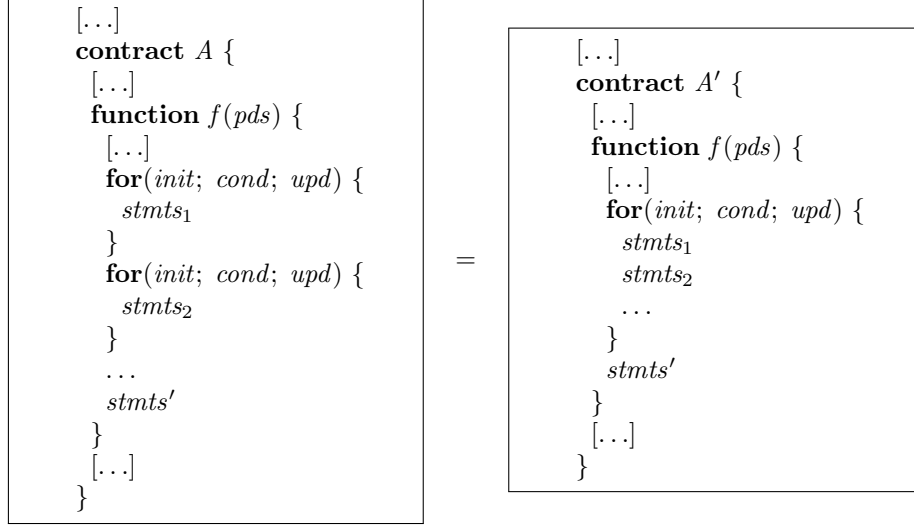 […]
contract A {
[…]
function f(pds) {
[…]
for(init; cond; upd) {
stmts₁
}
for(init; cond; upd) {
stmts₂
}
…
stmts′
}
[…]
}
=
[…]
contract A′ {
[…]
function f(pds) {
[…]
for(init; cond; upd) {
stmts₁
stmts₂
…
}
stmts′
}
[…]
}